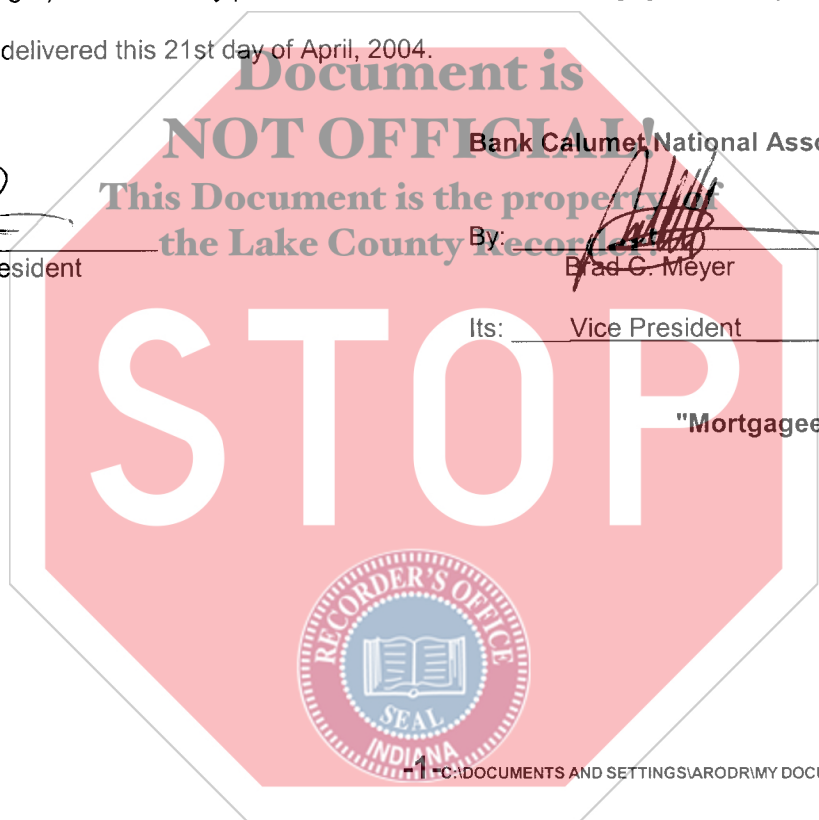 delivered this 21st day of April, 2004.
Document is
NOT OFFICIAL!
This Document is the property of
the Lake County Recorder!
Bank Calumet National Asso
By:
esident
Brad C. Meyer
Its: Vice President
"Mortgagee
STOP
RECORDER'S OFFICE
SEAL
INDIANA
-1- C:\DOCUMENTS AND SETTINGS\ARODR\MY DOCU